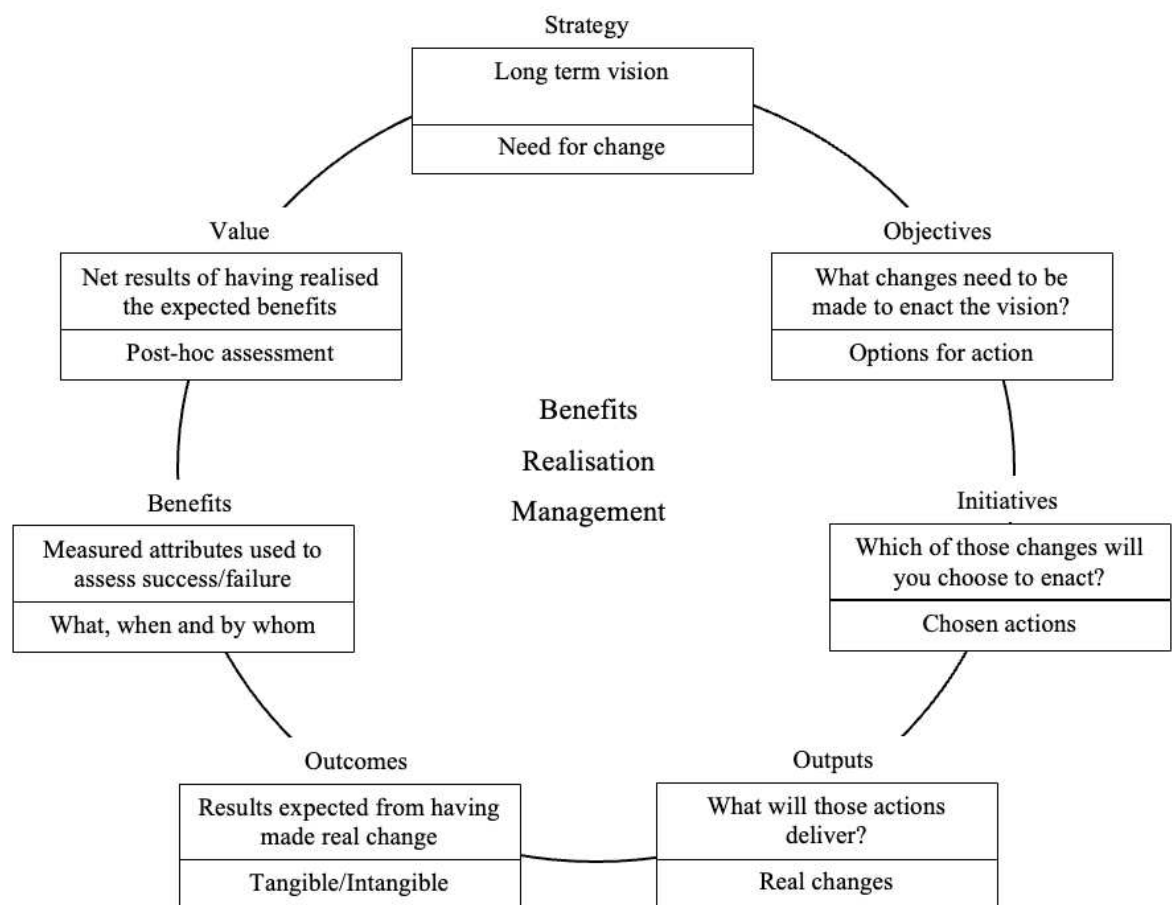 Strategy
Long term vision
Need for change
Objectives
What changes need to be
made to enact the vision?
Options for action
Initiatives
Which of those changes will
you choose to enact?
Chosen actions
Outputs
What will those actions
deliver?
Real changes
Outcomes
Results expected from having
made real change
Tangible/Intangible
Benefits
Measured attributes used to
assess success/failure
What, when and by whom
Value
Net results of having realised
the expected benefits
Post-hoc assessment
Benefits
Realisation
Management